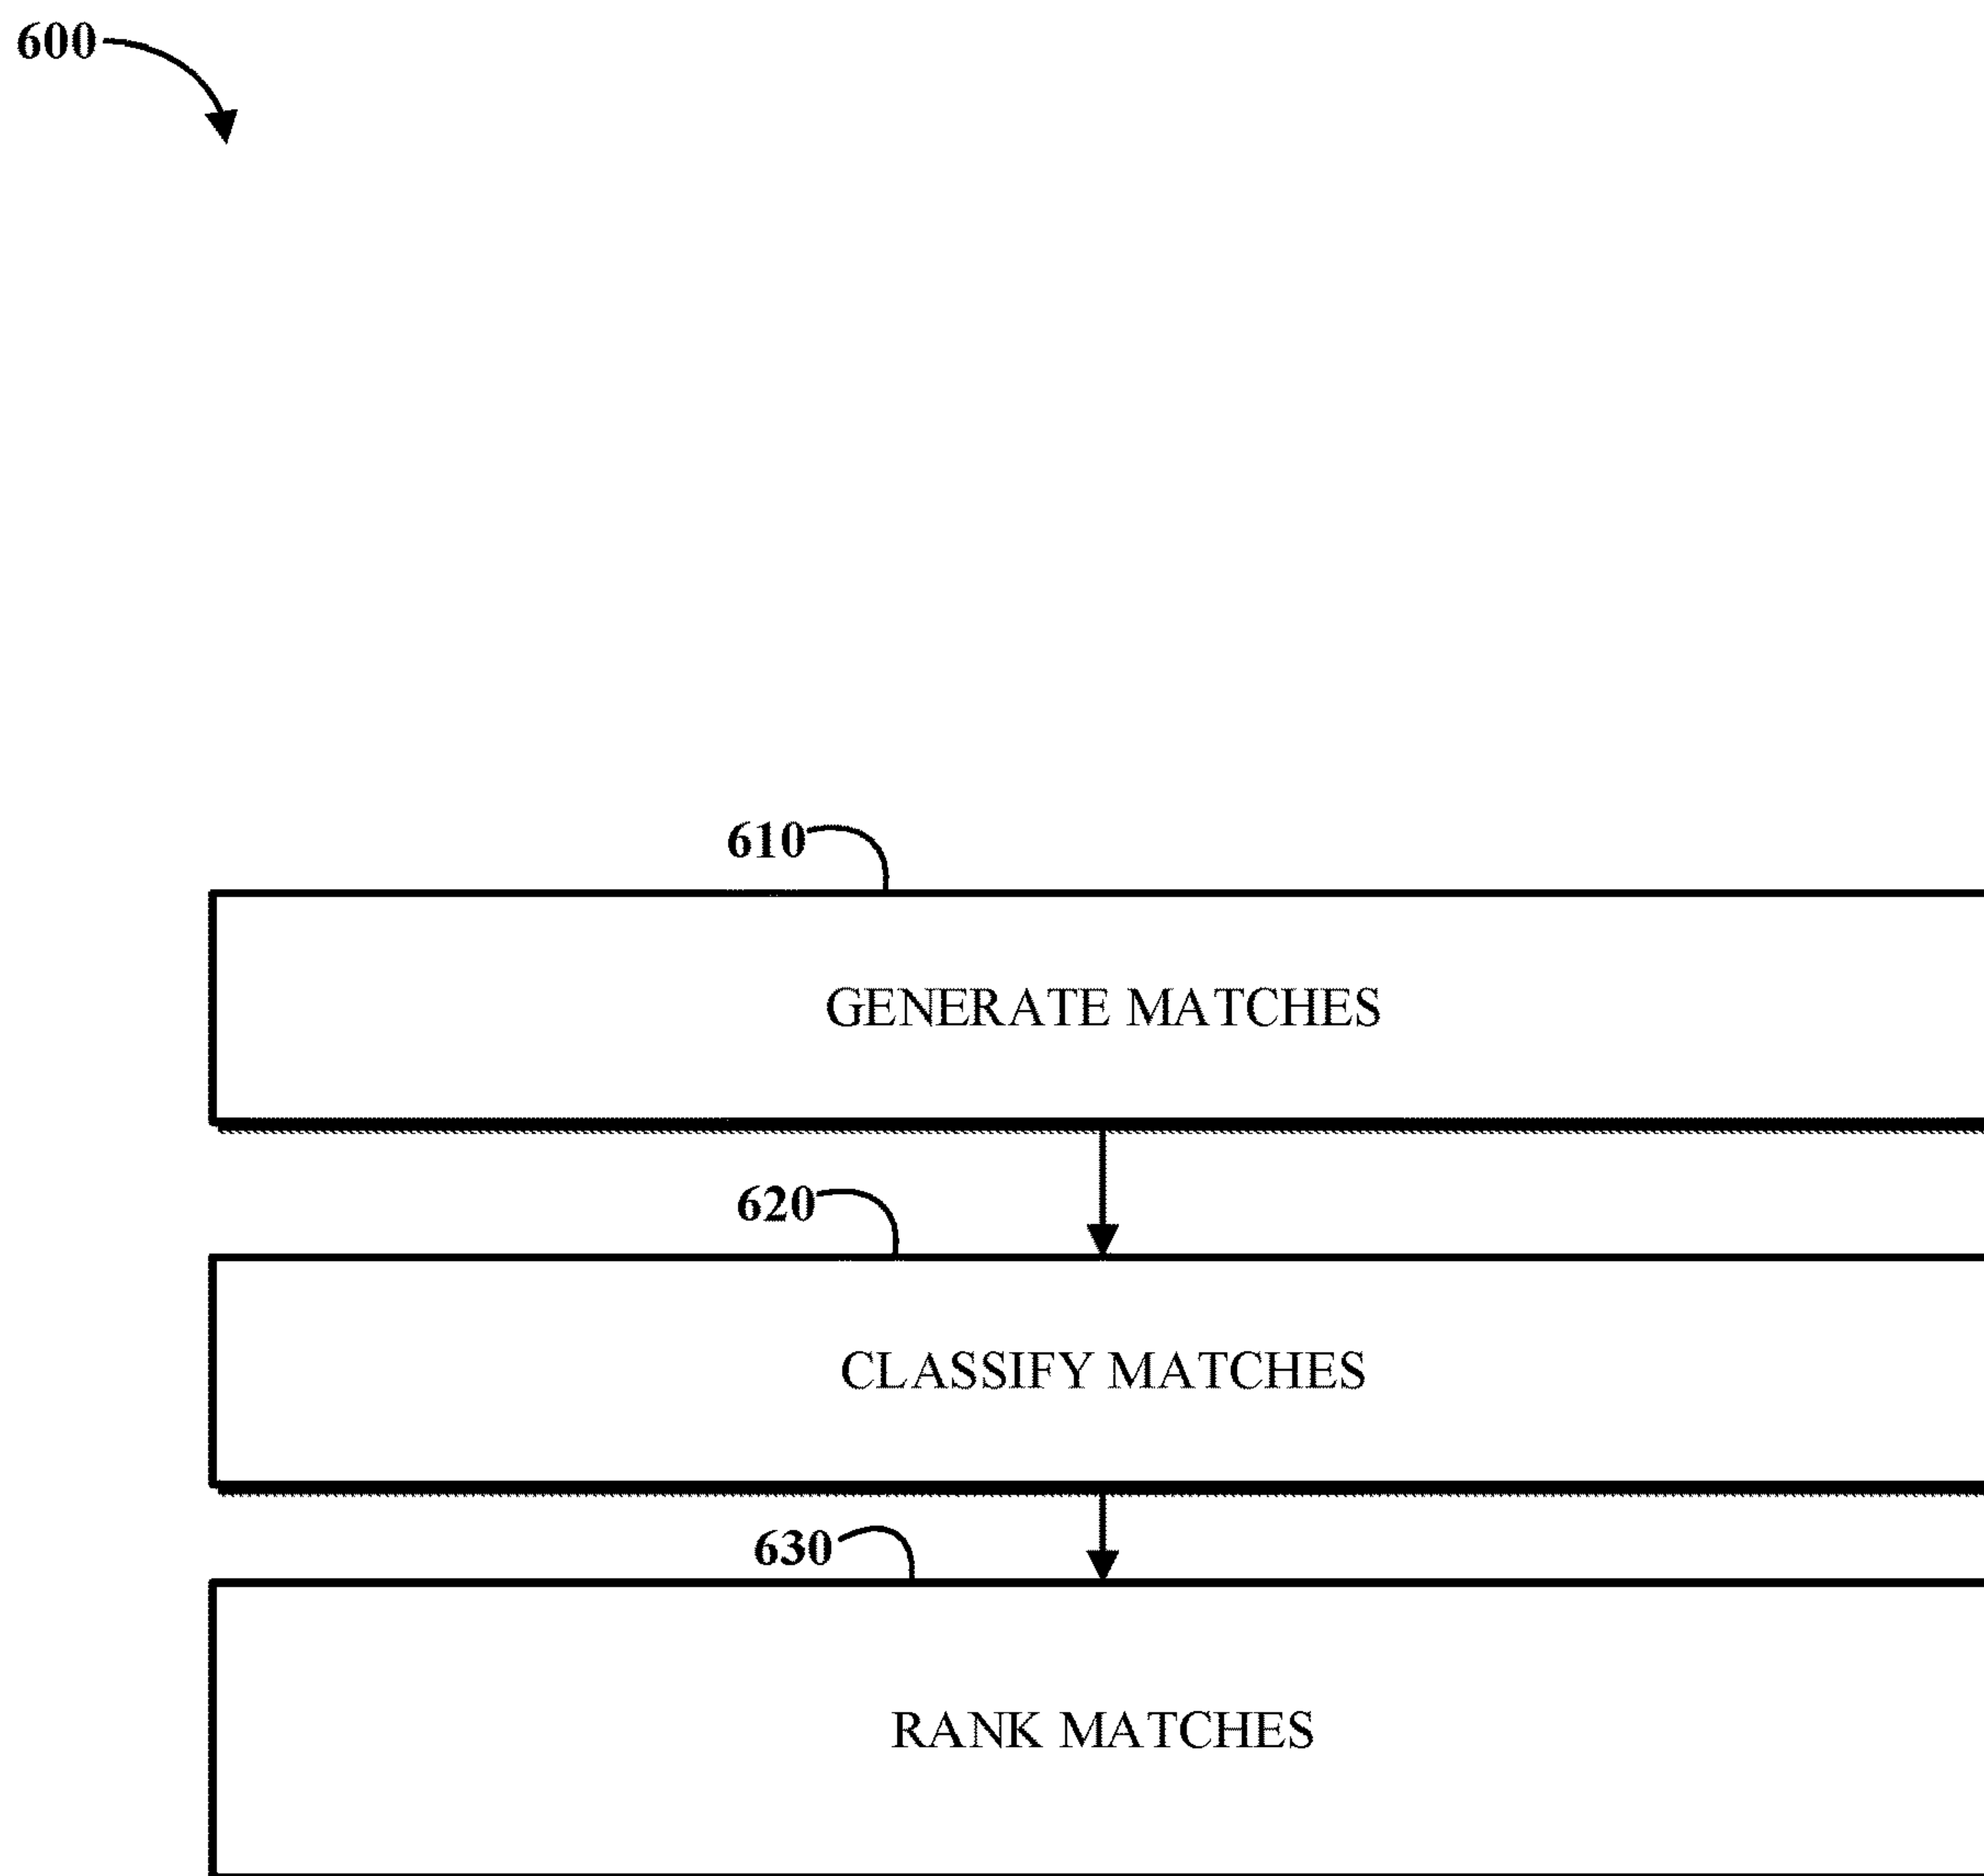 600
610
GENERATE MATCHES
620
CLASSIFY MATCHES
630
RANK MATCHES